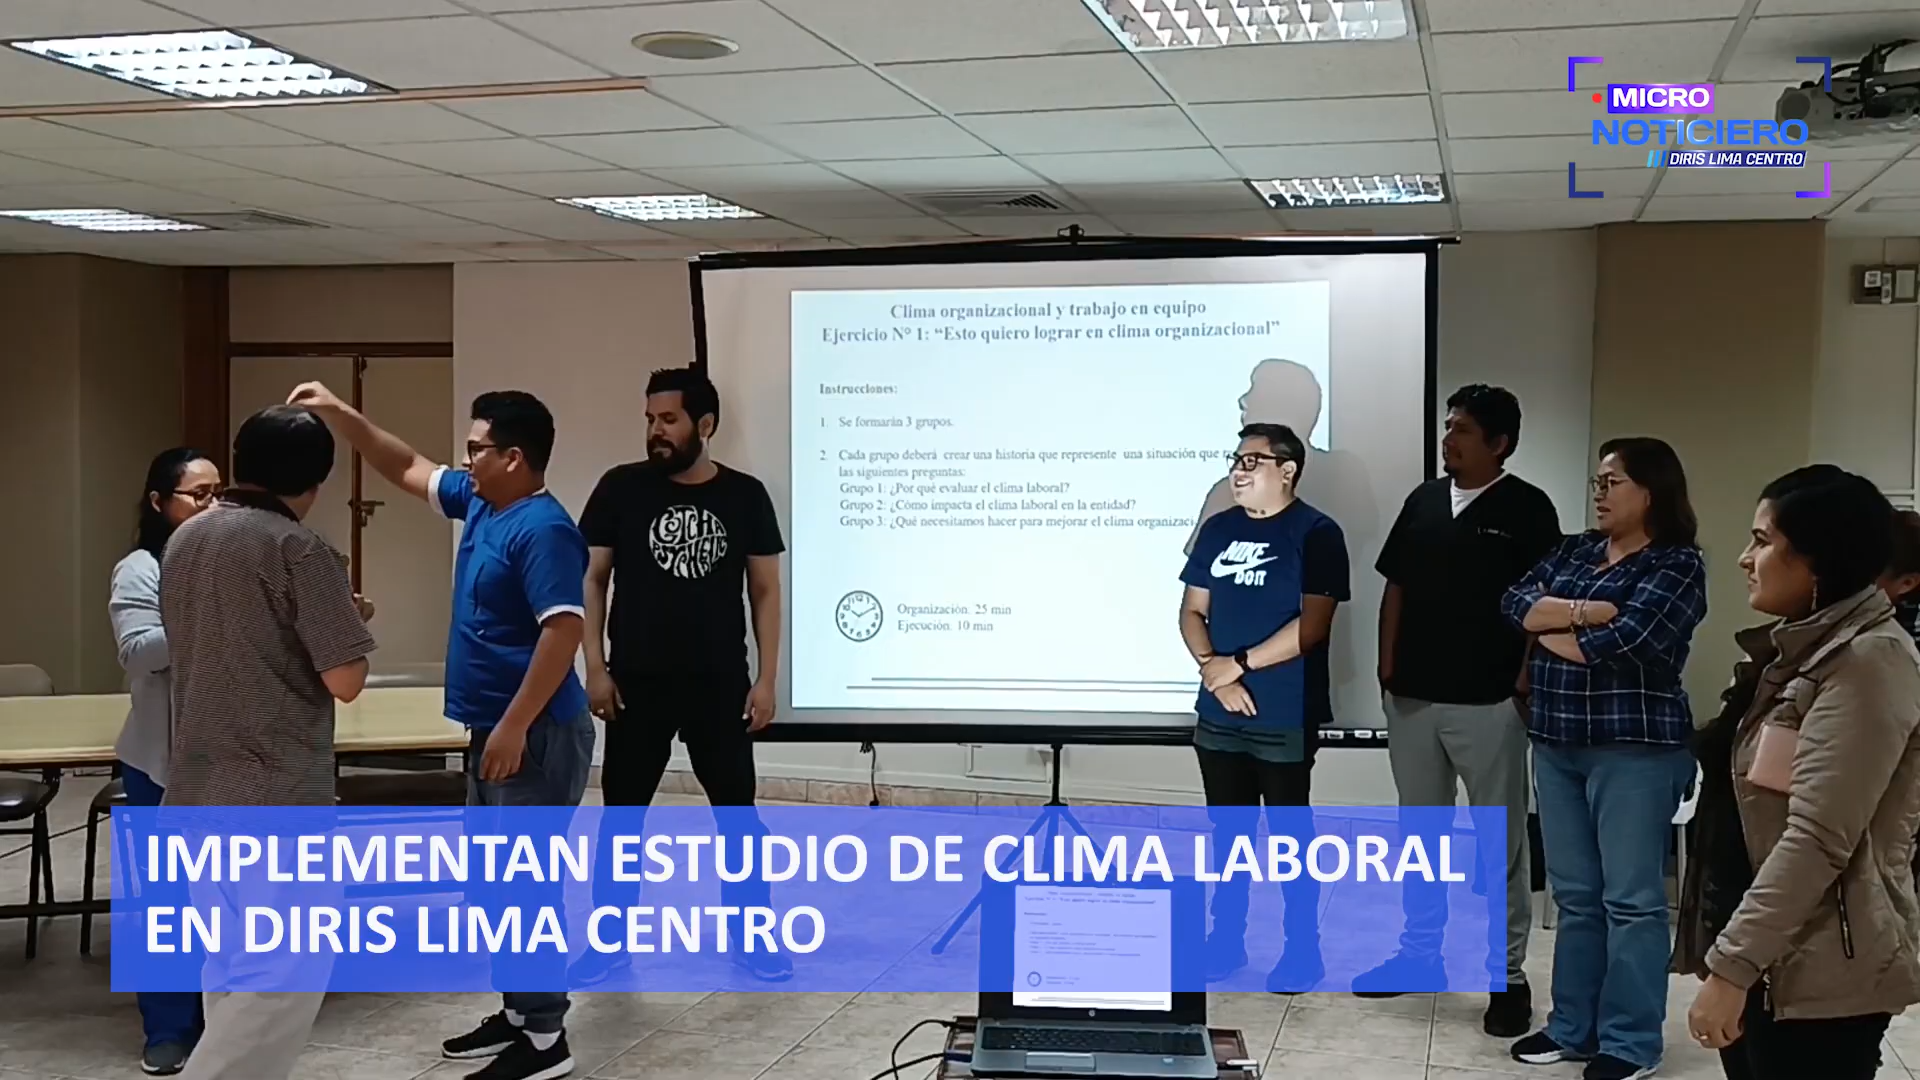 MICRO
NOTICIERO
DIRIS LIMA CENTRO
Clima organizacional y trabajo en equipo
Ejercicio N° 1: “Esto quiero lograr en clima organizacional”
Instrucciones:
1. Se formarán 3 grupos.
2. Cada grupo deberá crear una historia que represente una situación que
las siguientes preguntas:
Grupo 1: ¿Por qué evaluar el clima laboral?
Grupo 2: ¿Cómo impacta el clima laboral en la entidad?
Grupo 3: ¿Qué necesitamos hacer para mejorar el clima organizaci
Organización: 25 min
Ejecución: 10 min
NIKE
DO IT
IMPLEMENTAN ESTUDIO DE CLIMA LABORAL
EN DIRIS LIMA CENTRO